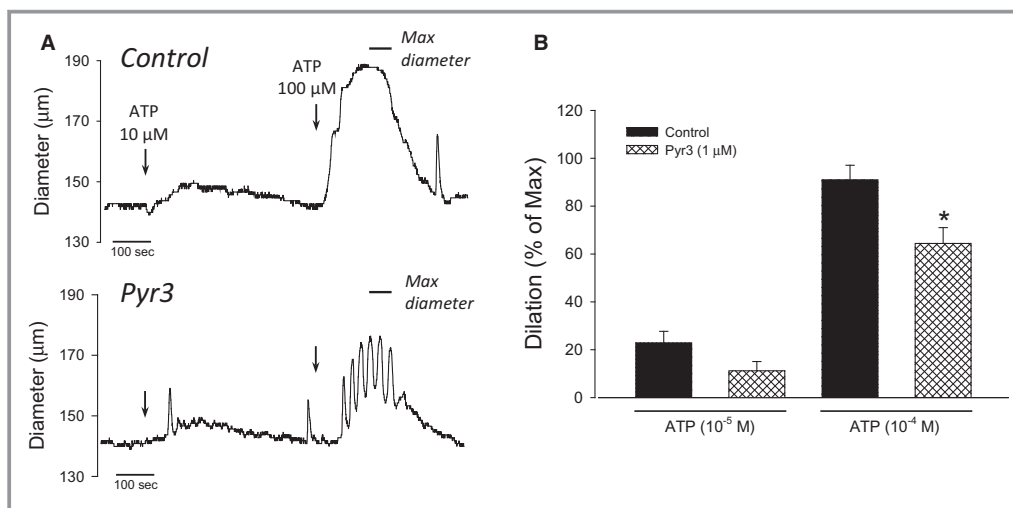 A
Control
190
170
150
130
Diameter (μm)
ATP
10 μM
ATP
100 μM
Max
diameter
100 sec
Pyr3
190
170
150
130
Diameter (μm)
Max
diameter
100 sec
B
120
100
80
60
40
20
0
Dilation (% of Max)
Control
Pyr3 (1 μM)
*
ATP (10⁻⁵ M)
ATP (10⁻⁴ M)